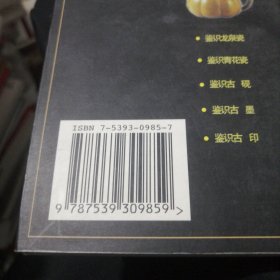 • 鉴识龙泉瓷
• 鉴识青花瓷
• 鉴识古 砚
• 鉴识古 墨
• 鉴识古 印
ISBN 7-5393-0985-7
9 787539 309859 >